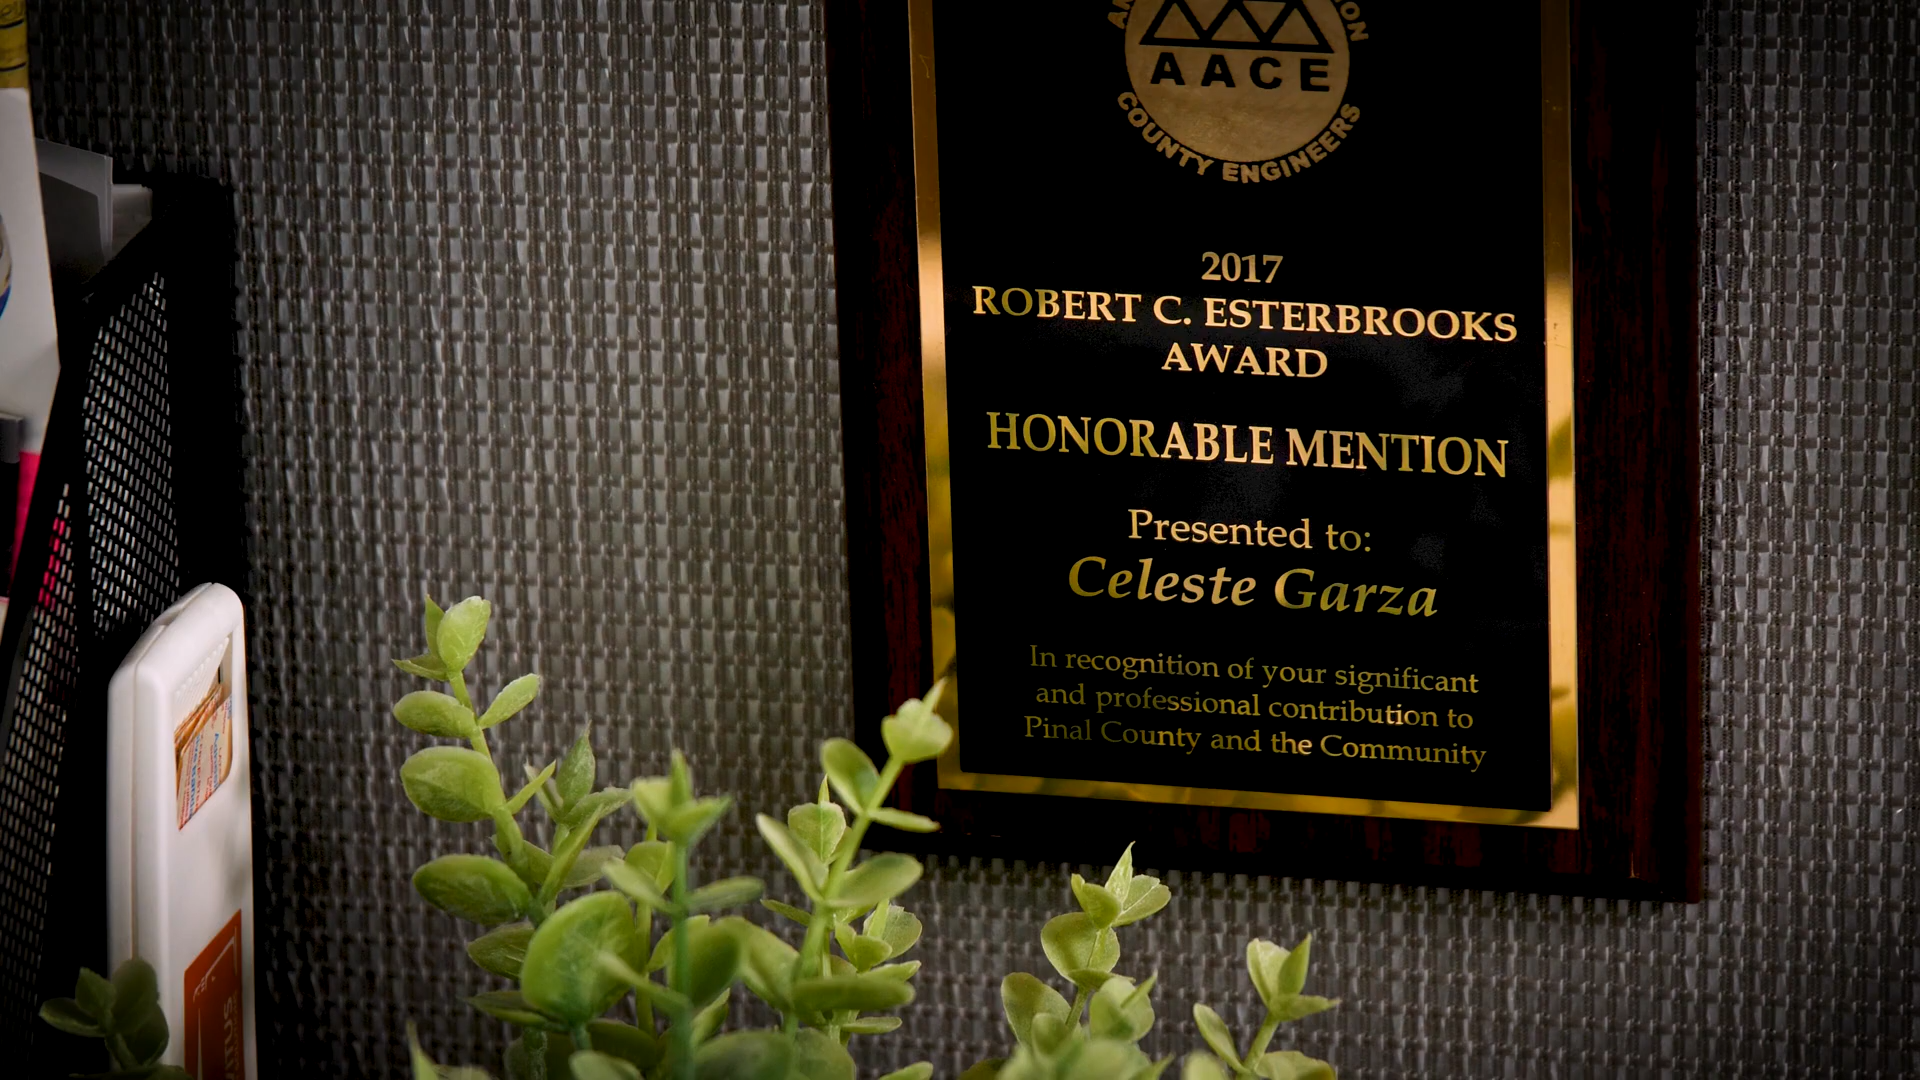 AACE
COUNTY ENGINEERS
2017
ROBERT C. ESTERBROOKS
AWARD
HONORABLE MENTION
Presented to:
Celeste Garza
In recognition of your significant
and professional contribution to
Pinal County and the Community